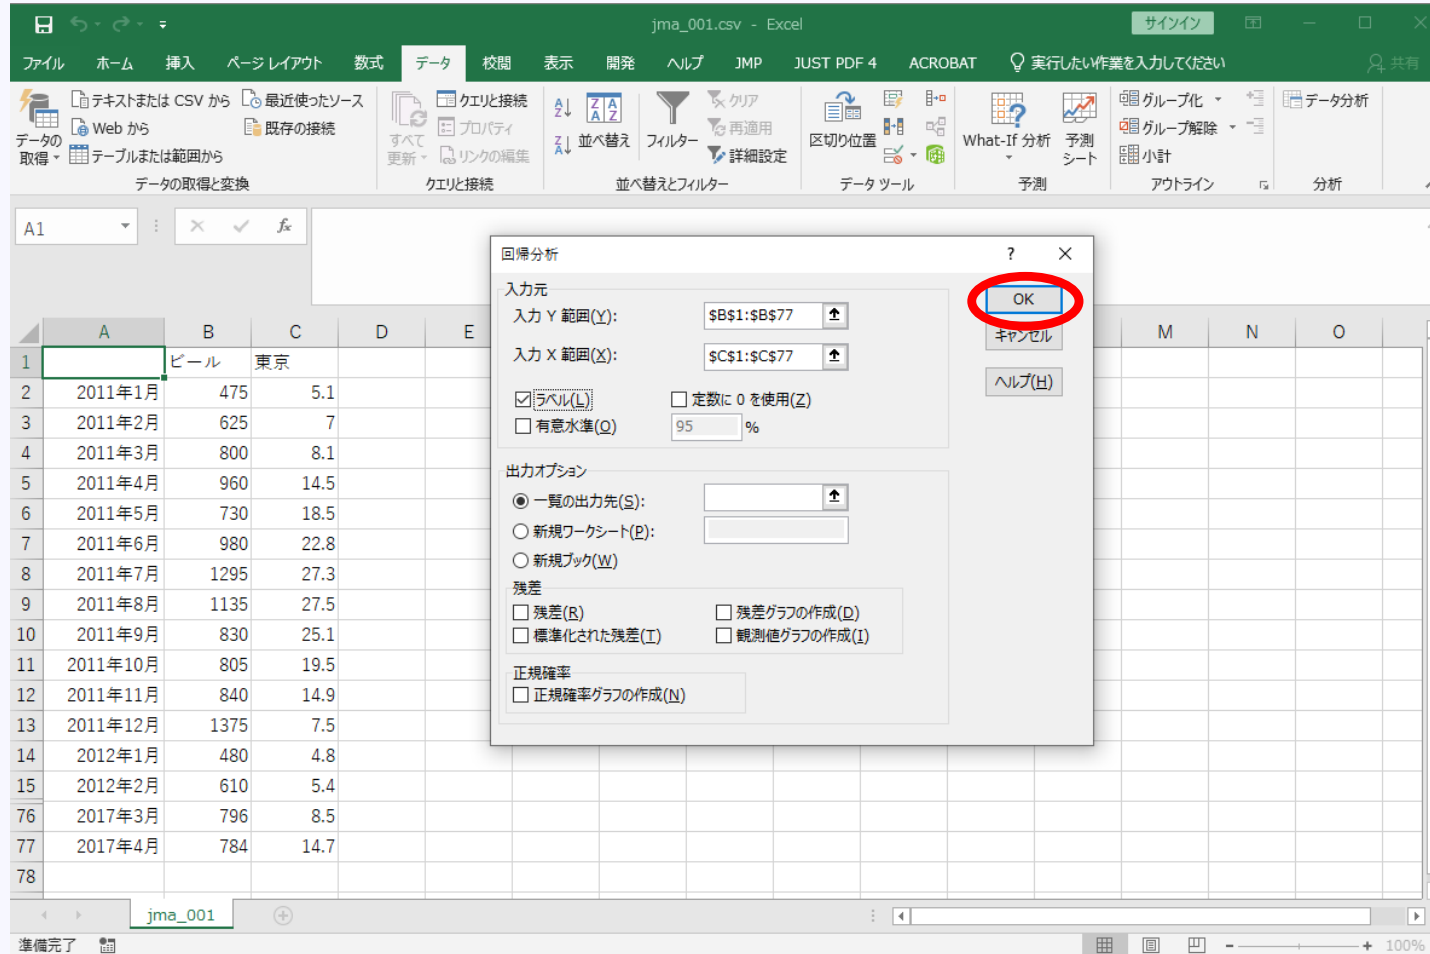 jma_001.csv - Excel
サインイン
ファイル ホーム 挿入 ページ レイアウト 数式 データ 校閲 表示 開発 ヘルプ JMP JUST PDF 4 ACROBAT 実行したい作業を入力してください 共有
テキストまたは CSV から 最近使ったソース
Web から 既存の接続
テーブルまたは範囲から
データの
取得
データの取得と変換
すべて
更新
クエリと接続
プロパティ
リンクの編集
クエリと接続
並べ替え
フィルター
クリア
再適用
詳細設定
並べ替えとフィルター
区切り位置
データ ツール
What-If 分析
予測
シート
予測
グループ化
グループ解除
小計
アウトライン
データ分析
分析
A1
fx
A B C D E M N O
1 ビール 東京
2 2011年1月 475 5.1
3 2011年2月 625 7
4 2011年3月 800 8.1
5 2011年4月 960 14.5
6 2011年5月 730 18.5
7 2011年6月 980 22.8
8 2011年7月 1295 27.3
9 2011年8月 1135 27.5
10 2011年9月 830 25.1
11 2011年10月 805 19.5
12 2011年11月 840 14.9
13 2011年12月 1375 7.5
14 2012年1月 480 4.8
15 2012年2月 610 5.4
76 2017年3月 796 8.5
77 2017年4月 784 14.7
78
回帰分析 ?
入力元
入力 Y 範囲(Y): $B$1:$B$77
入力 X 範囲(X): $C$1:$C$77
ラベル(L) 定数に 0 を使用(Z)
有意水準(O) 95 %
OK
キャンセル
ヘルプ(H)
出力オプション
一覧の出力先(S):
新規ワークシート(P):
新規ブック(W)
残差
残差(R) 残差グラフの作成(D)
標準化された残差(T) 観測値グラフの作成(I)
正規確率
正規確率グラフの作成(N)
jma_001
準備完了
100%